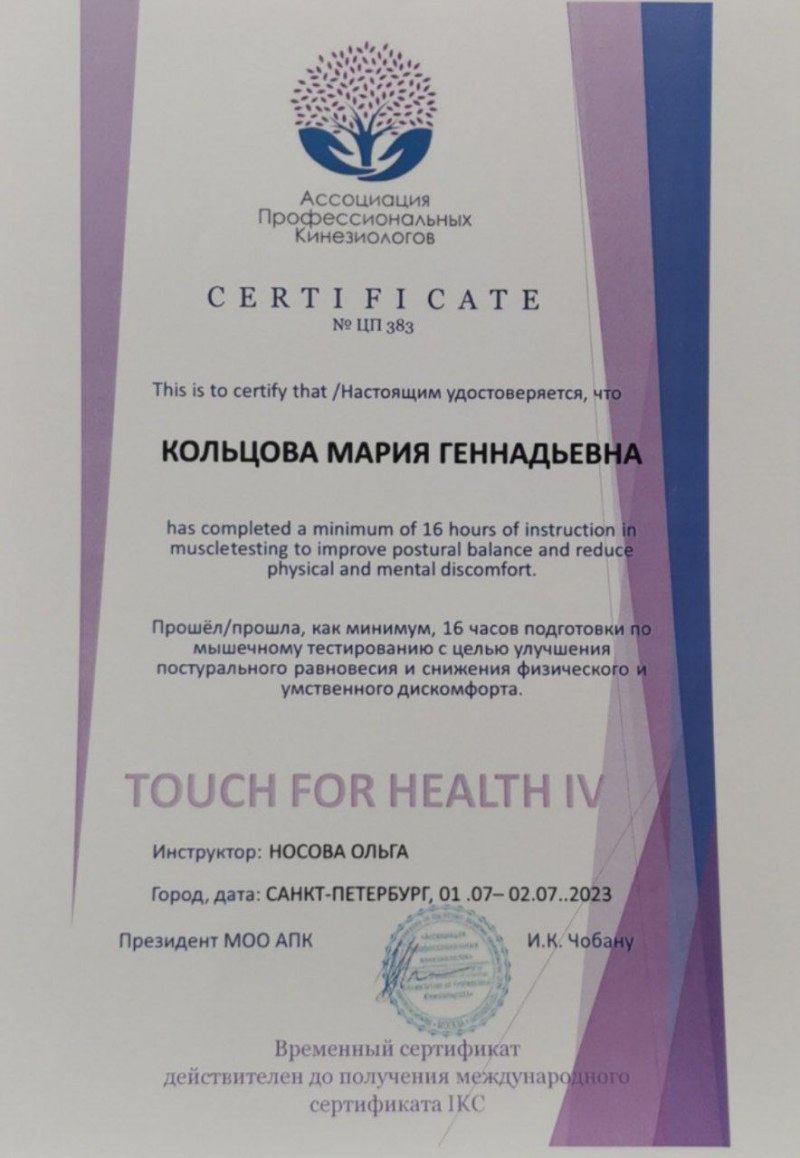 Ассоциация
Профессиональных
Кинезиологов
CERTIFICATE
№ ЦП 383
This is to certify that /Настоящим удостоверяется, что
КОЛЬЦОВА МАРИЯ ГЕННАДЬЕВНА
has completed a minimum of 16 hours of instruction in
muscletesting to improve postural balance and reduce
physical and mental discomfort.
Прошёл/прошла, как минимум, 16 часов подготовки по
мышечному тестированию с целью улучшения
постурального равновесия и снижения физического и
умственного дискомфорта.
TOUCH FOR HEALTH IV
Инструктор: НОСОВА ОЛЬГА
Город, дата: САНКТ-ПЕТЕРБУРГ, 01 .07– 02.07..2023
Президент МОО АПК
И.К. Чобану
Временный сертификат
действителен до получения международного
сертификата IKC